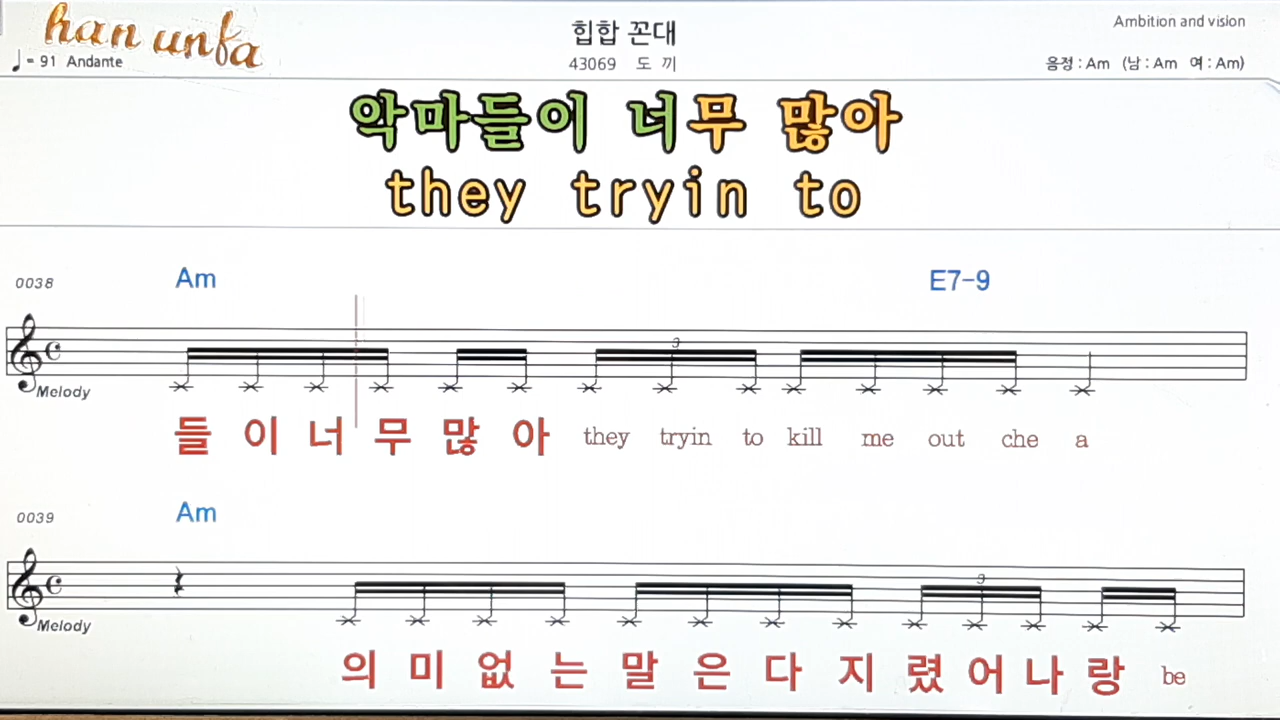 han unfa
♩= 91 Andante
힙합 꼰대
43069 도 끼
Ambition and vision
음정 : Am (남 : Am 여 : Am)
악마들이 너무 많아
they tryin to
0038
Am E7-9
3
Melody
들 이 너 무 많 아 they tryin to kill me out che a
0039
Am
3
Melody
의 미 없 는 말 은 다 지 렸 어 나 랑 be